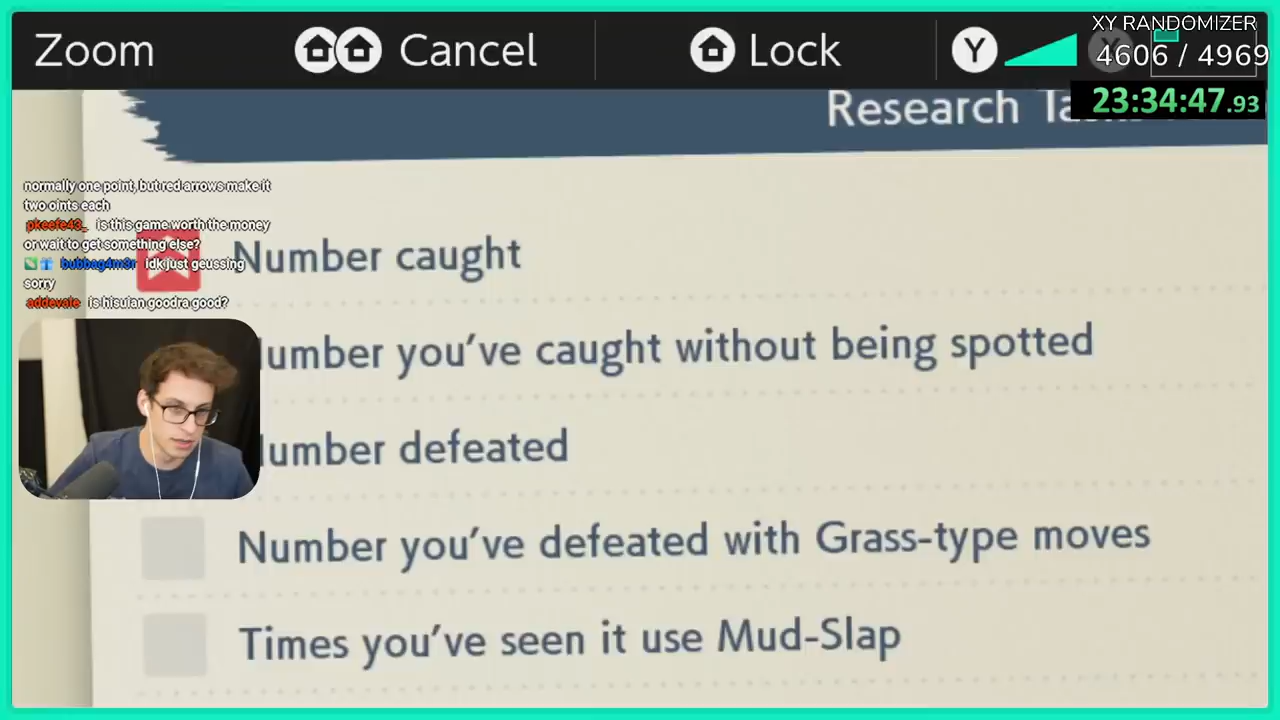 Zoom
Cancel
Lock
Y
XY RANDOMIZER
4606 / 4969
23:34:47.93
Research
normally one point, but red arrows make it
two oints each
pkeefe43_ is this game worth the money
or wait to get something else?
bubbag4m3r idk just geussing
sorry
addevate is hisuian goodra good?
Number caught
umber you've caught without being spotted
umber defeated
Number you've defeated with Grass-type moves
Times you've seen it use Mud-Slap